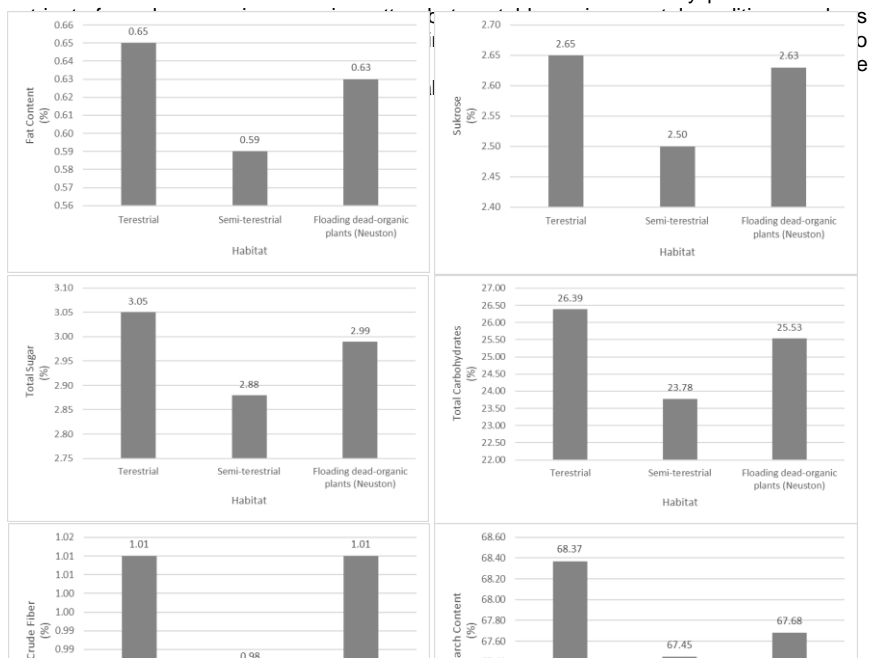 0.66
0.65
0.64
0.63
0.62
0.61
0.60
0.59
0.58
0.57
0.56
Fat Content
(%)
0.65
0.59
0.63
Terestrial
Semi-terestrial
Floading dead-organic
plants (Neuston)
Habitat
2.70
2.65
2.60
2.55
2.50
2.45
2.40
Sukrose
(%)
2.65
2.50
2.63
Terestrial
Semi-terestrial
Floading dead-organic
plants (Neuston)
Habitat
3.10
3.05
3.00
2.95
2.90
2.85
2.80
2.75
Total Sugar
(%)
3.05
2.88
2.99
Terestrial
Semi-terestrial
Floading dead-organic
plants (Neuston)
Habitat
27.00
26.50
26.00
25.50
25.00
24.50
24.00
23.50
23.00
22.50
22.00
Total Carbohydrates
(%)
26.39
23.78
25.53
Terestrial
Semi-terestrial
Floading dead-organic
plants (Neuston)
Habitat
1.02
1.01
1.01
1.00
1.00
0.99
0.99
Crude Fiber
(%)
1.01
0.98
1.01
68.60
68.40
68.20
68.00
67.80
67.60
arch Content
(%)
68.37
67.45
67.68